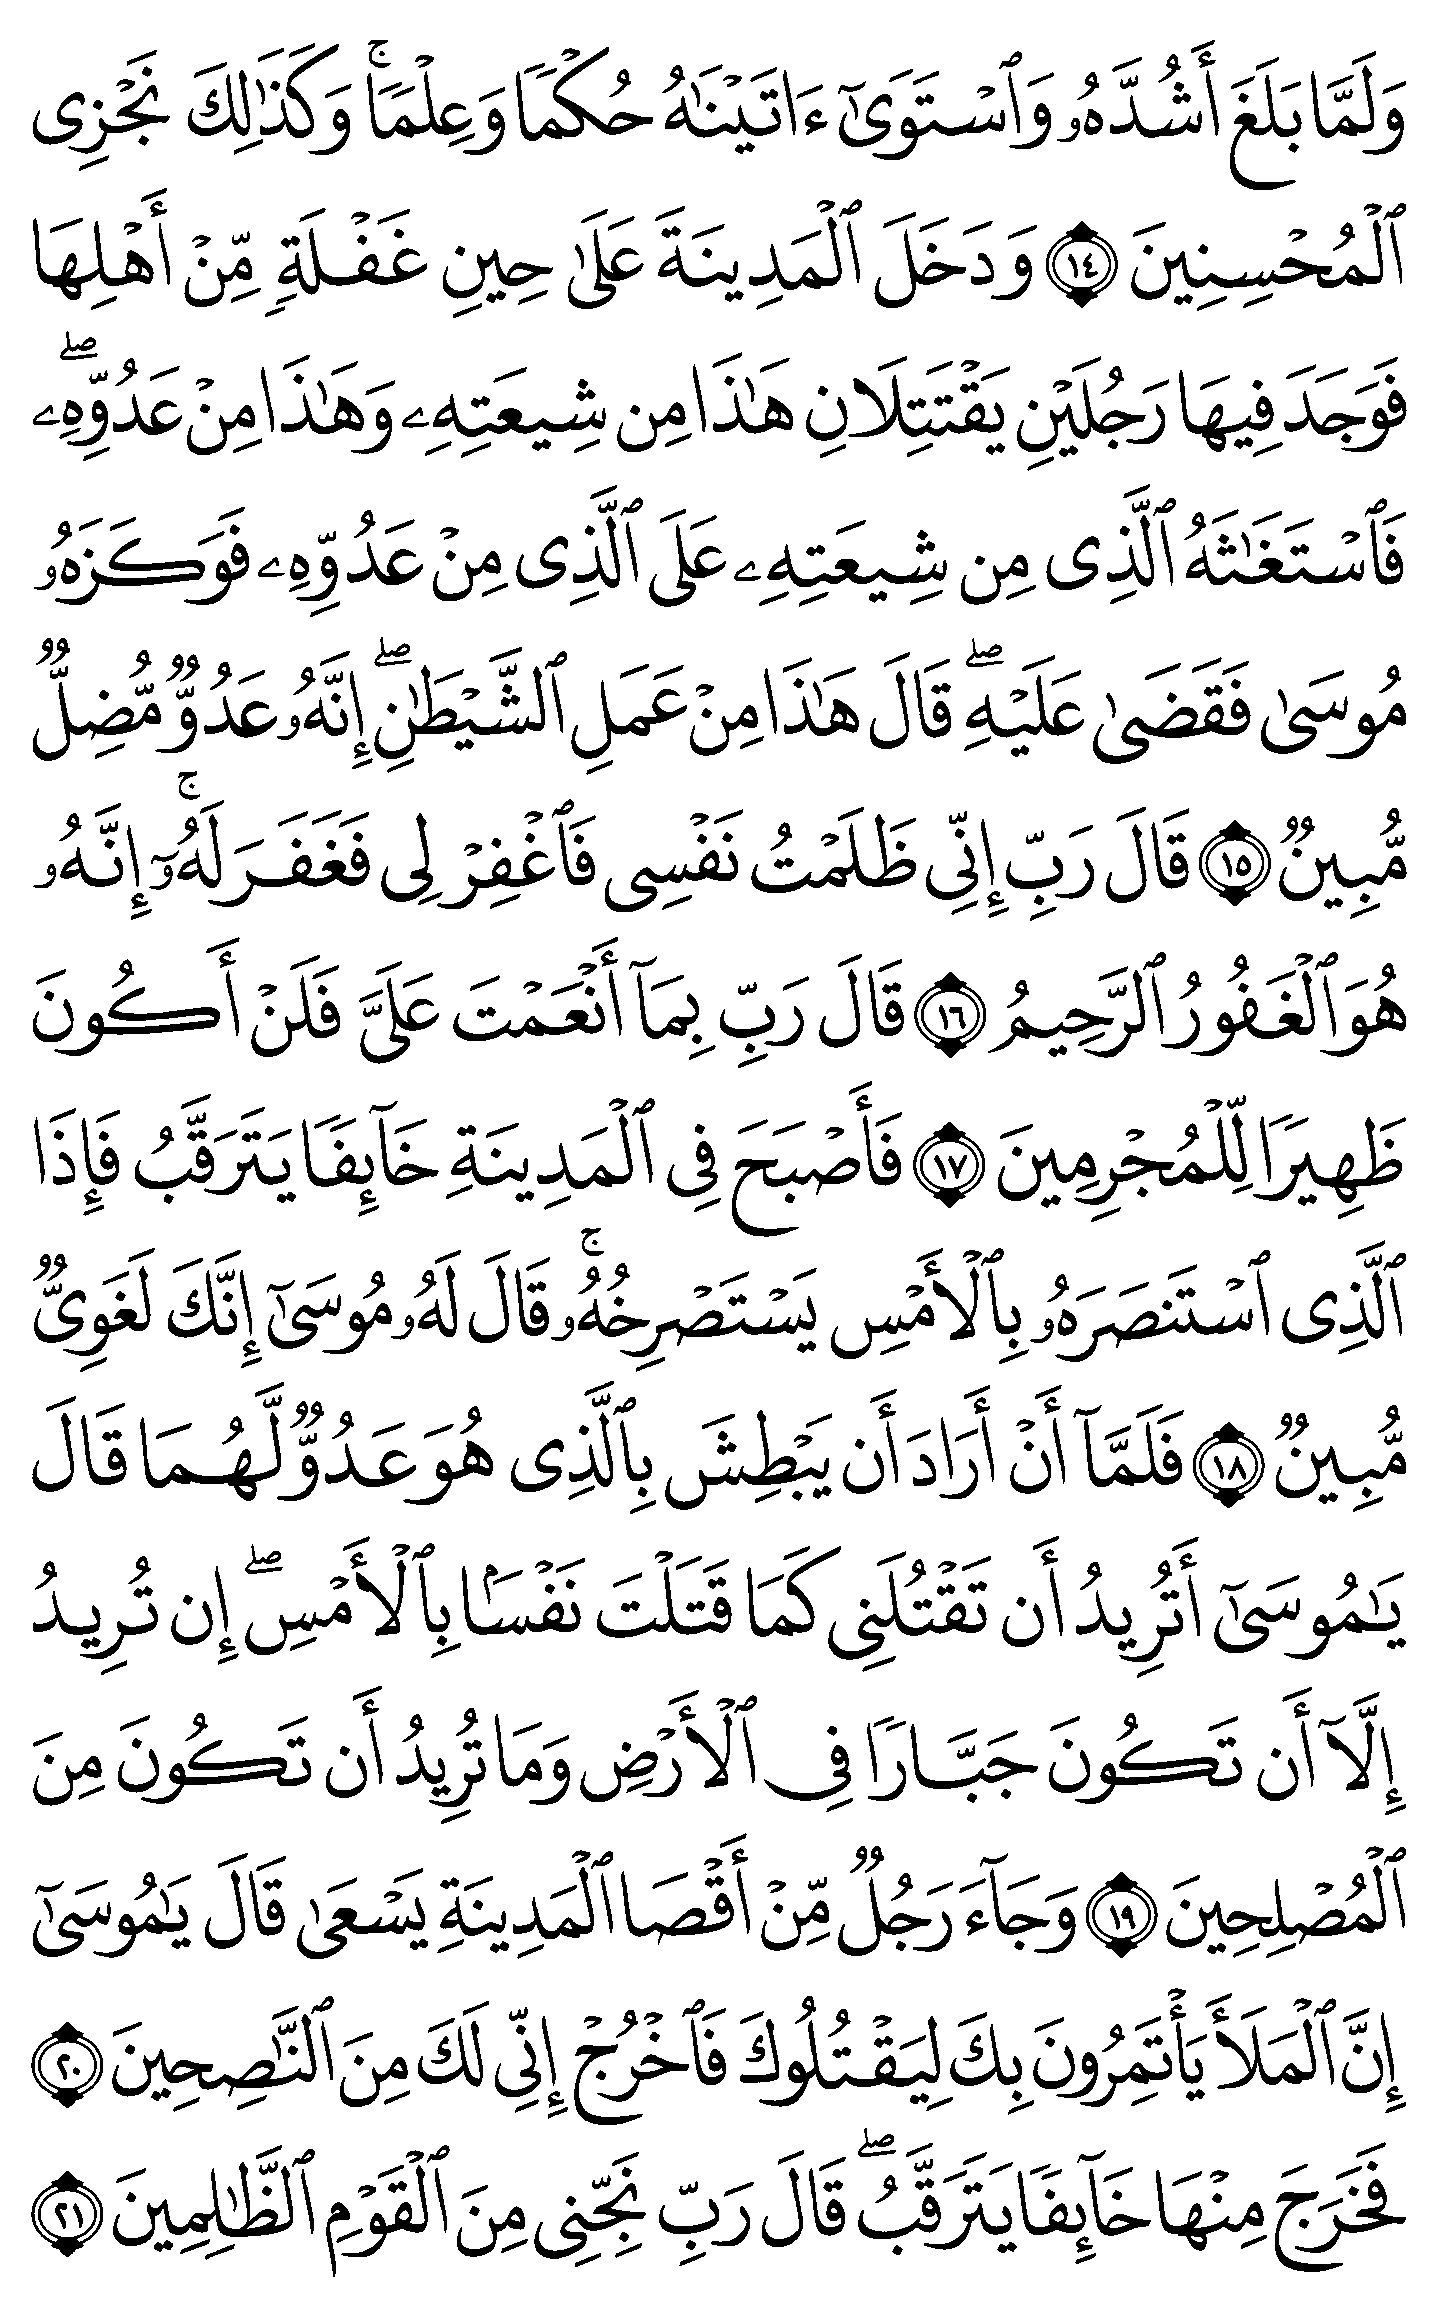 وَلَمَّا بَلَغَ أَشُدَّهُۥ وَٱسْتَوَىٰٓ ءَاتَيْنَٰهُ حُكْمًا وَعِلْمًا ۚ وَكَذَٰلِكَ نَجْزِى
ٱلْمُحْسِنِينَ ١٤ وَدَخَلَ ٱلْمَدِينَةَ عَلَىٰ حِينِ غَفْلَةٍ مِّنْ أَهْلِهَا
فَوَجَدَ فِيهَا رَجُلَيْنِ يَقْتَتِلَانِ هَٰذَا مِن شِيعَتِهِۦ وَهَٰذَا مِنْ عَدُوِّهِۦ ۖ
فَٱسْتَغَٰثَهُ ٱلَّذِى مِن شِيعَتِهِۦ عَلَى ٱلَّذِى مِنْ عَدُوِّهِۦ فَوَكَزَهُۥ
مُوسَىٰ فَقَضَىٰ عَلَيْهِ ۖ قَالَ هَٰذَا مِنْ عَمَلِ ٱلشَّيْطَٰنِ ۖ إِنَّهُۥ عَدُوٌّ مُّضِلٌّ
مُّبِينٌ ١٥ قَالَ رَبِّ إِنِّى ظَلَمْتُ نَفْسِى فَٱغْفِرْ لِى فَغَفَرَ لَهُۥٓ ۚ إِنَّهُۥ
هُوَ ٱلْغَفُورُ ٱلرَّحِيمُ ١٦ قَالَ رَبِّ بِمَآ أَنْعَمْتَ عَلَىَّ فَلَنْ أَكُونَ
ظَهِيرًا لِّلْمُجْرِمِينَ ١٧ فَأَصْبَحَ فِى ٱلْمَدِينَةِ خَآئِفًا يَتَرَقَّبُ فَإِذَا
ٱلَّذِى ٱسْتَنصَرَهُۥ بِٱلْأَمْسِ يَسْتَصْرِخُهُۥ ۚ قَالَ لَهُۥ مُوسَىٰٓ إِنَّكَ لَغَوِىٌّ
مُّبِينٌ ١٨ فَلَمَّآ أَنْ أَرَادَ أَن يَبْطِشَ بِٱلَّذِى هُوَ عَدُوٌّ لَّهُمَا قَالَ
يَٰمُوسَىٰٓ أَتُرِيدُ أَن تَقْتُلَنِى كَمَا قَتَلْتَ نَفْسًۢا بِٱلْأَمْسِ ۖ إِن تُرِيدُ
إِلَّآ أَن تَكُونَ جَبَّارًا فِى ٱلْأَرْضِ وَمَا تُرِيدُ أَن تَكُونَ مِنَ
ٱلْمُصْلِحِينَ ١٩ وَجَآءَ رَجُلٌ مِّنْ أَقْصَا ٱلْمَدِينَةِ يَسْعَىٰ قَالَ يَٰمُوسَىٰٓ
إِنَّ ٱلْمَلَأَ يَأْتَمِرُونَ بِكَ لِيَقْتُلُوكَ فَٱخْرُجْ إِنِّى لَكَ مِنَ ٱلنَّٰصِحِينَ ٢٠
فَخَرَجَ مِنْهَا خَآئِفًا يَتَرَقَّبُ ۖ قَالَ رَبِّ نَجِّنِى مِنَ ٱلْقَوْمِ ٱلظَّٰلِمِينَ ٢١